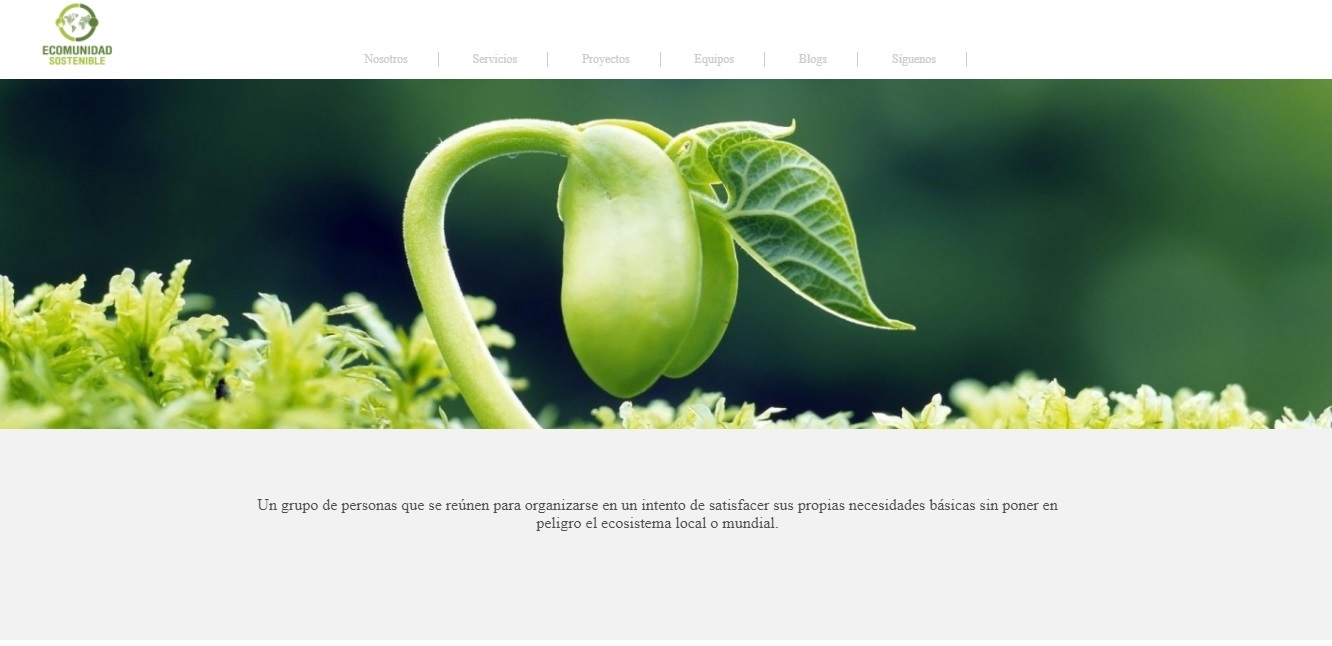 ECOMUNIDAD
SOSTENIBLE
Nosotros
Servicios
Proyectos
Equipos
Blogs
Síguenos
Un grupo de personas que se reúnen para organizarse en un intento de satisfacer sus propias necesidades básicas sin poner en
peligro el ecosistema local o mundial.